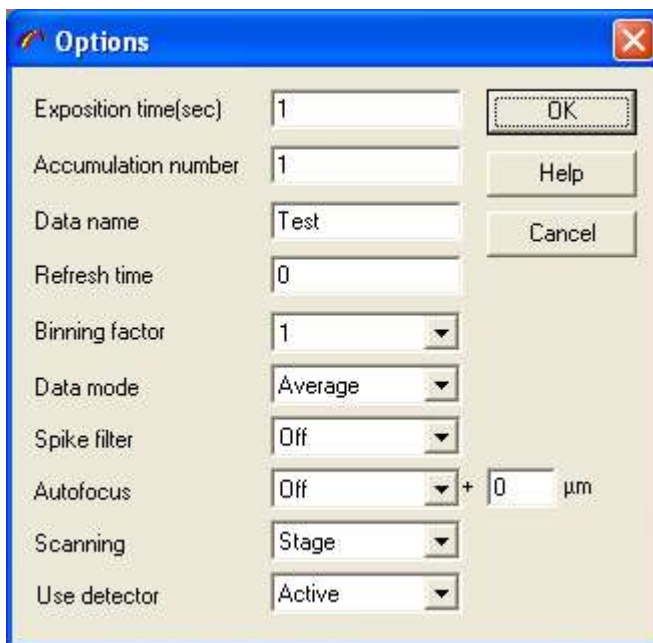 Options
Exposition time(sec) 1 OK
Accumulation number 1 Help
Data name Test Cancel
Refresh time 0
Binning factor 1
Data mode Average
Spike filter Off
Autofocus Off + 0 µm
Scanning Stage
Use detector Active